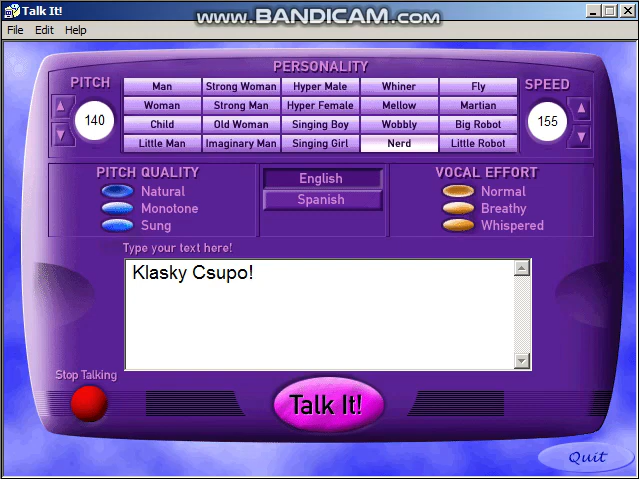 Talk It!
www.BANDICAM.com
File Edit Help
PERSONALITY
PITCH
SPEED
Man Strong Woman Hyper Male Whiner Fly
Woman Strong Man Hyper Female Mellow Martian
140
155
Child Old Woman Singing Boy Wobbly Big Robot
Little Man Imaginary Man Singing Girl Nerd Little Robot
PITCH QUALITY
VOCAL EFFORT
English
Natural
Normal
Spanish
Monotone
Breathy
Sung
Whispered
Type your text here!
Klasky Csupo!
Stop Talking
Talk It!
Quit